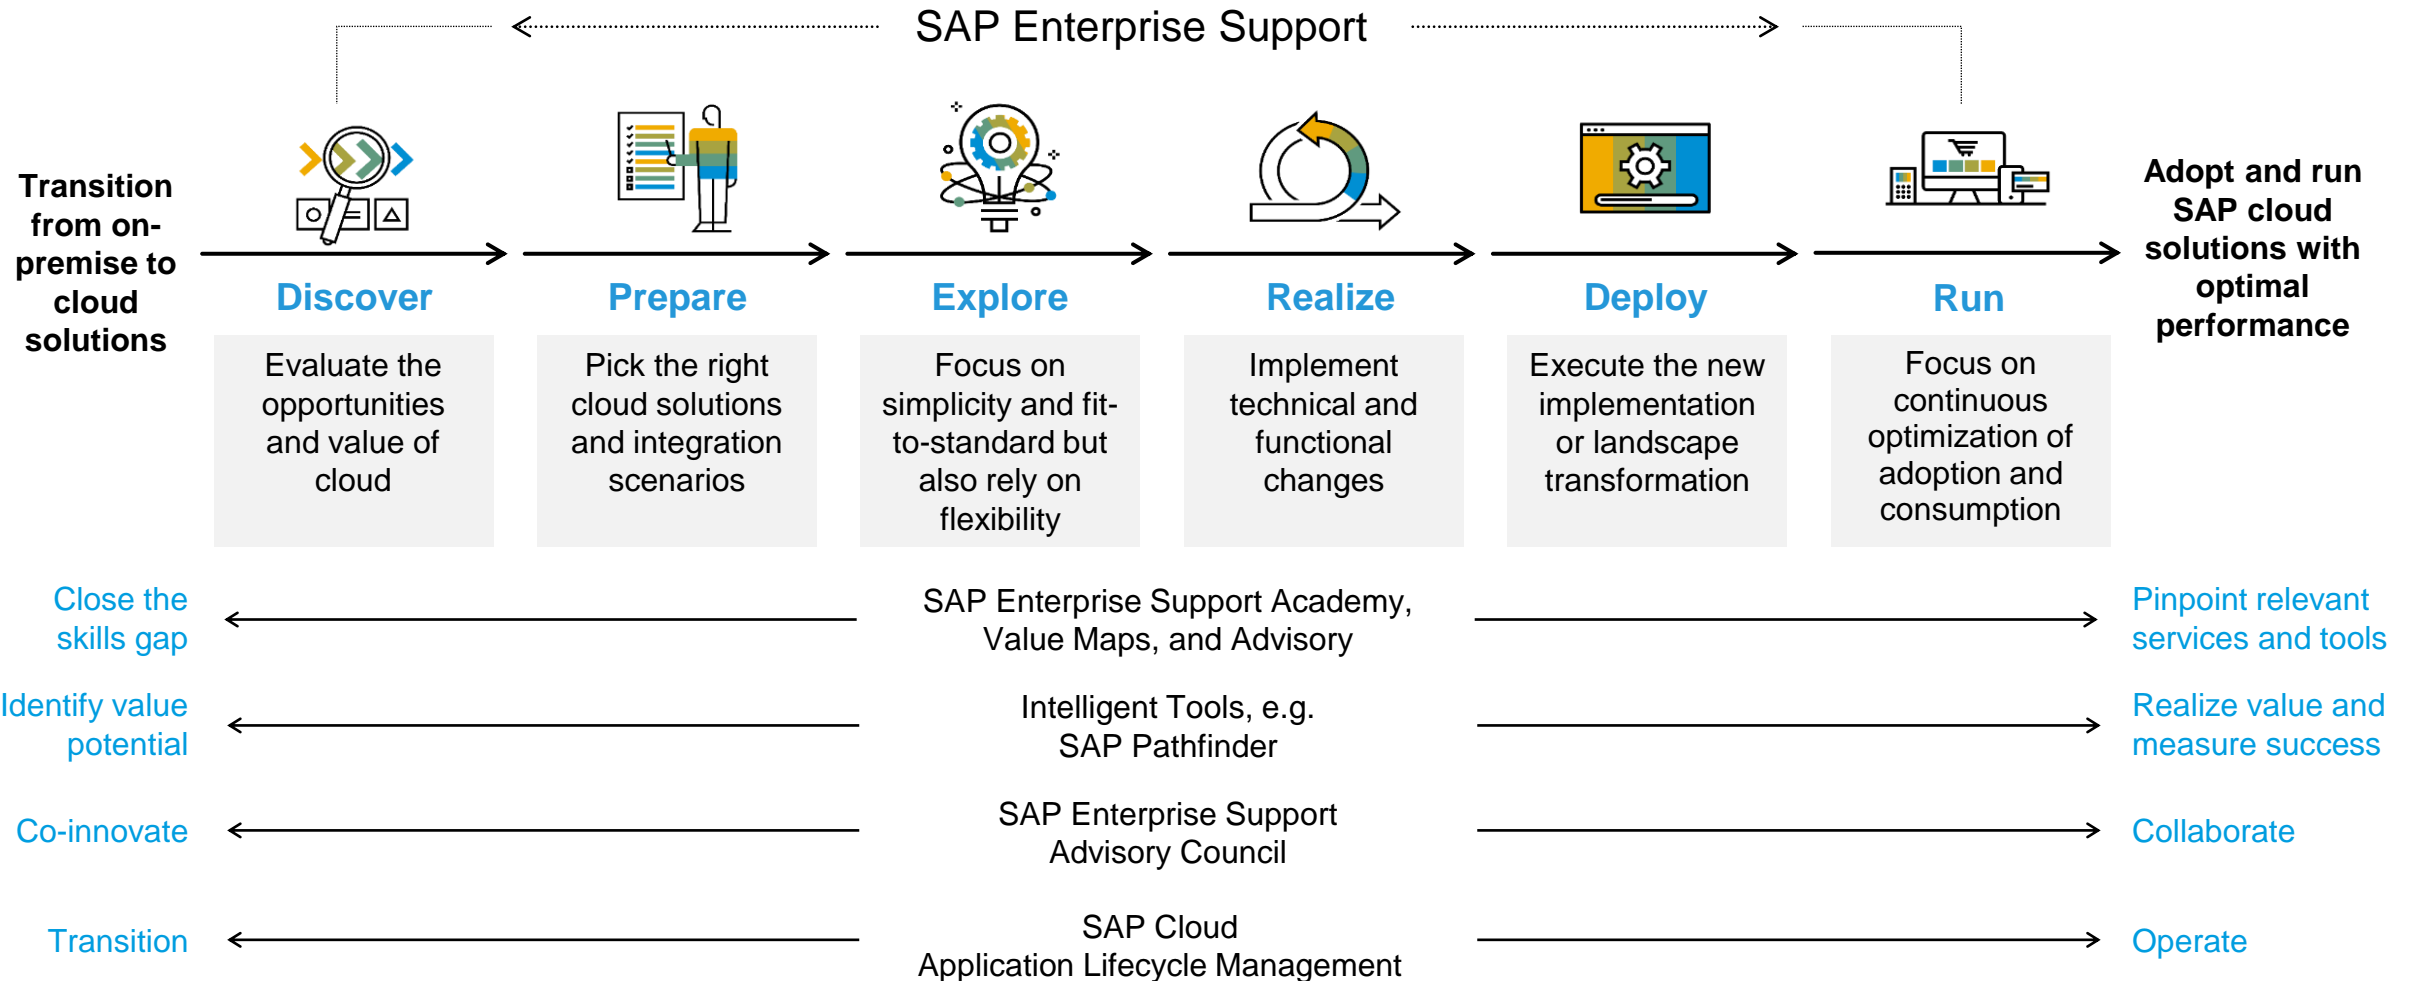 SAP Enterprise Support
Transition
from on-
premise to
cloud
solutions
Discover
Evaluate the
opportunities
and value of
cloud
Prepare
Pick the right
cloud solutions
and integration
scenarios
Explore
Focus on
simplicity and fit-
to-standard but
also rely on
flexibility
Realize
Implement
technical and
functional
changes
Deploy
Execute the new
implementation
or landscape
transformation
Run
Focus on
continuous
optimization of
adoption and
consumption
Adopt and run
SAP cloud
solutions with
optimal
performance
Close the
skills gap
SAP Enterprise Support Academy,
Value Maps, and Advisory
Pinpoint relevant
services and tools
Identify value
potential
Intelligent Tools, e.g.
SAP Pathfinder
Realize value and
measure success
Co-innovate
SAP Enterprise Support
Advisory Council
Collaborate
Transition
SAP Cloud
Application Lifecycle Management
Operate